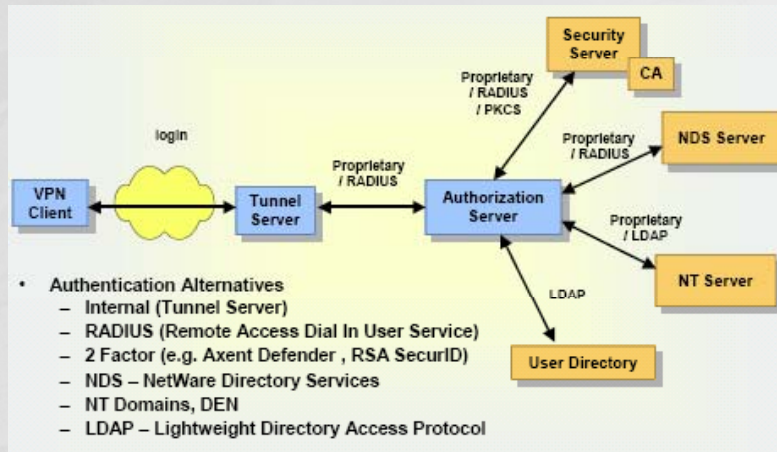 Security
Server
CA
Proprietary
/ RADIUS
/ PKCS
login
Proprietary
/ RADIUS
NDS Server
Proprietary
/ RADIUS
VPN
Client
Tunnel
Server
Authorization
Server
Proprietary
/ LDAP
NT Server
LDAP
User Directory
• Authentication Alternatives
– Internal (Tunnel Server)
– RADIUS (Remote Access Dial In User Service)
– 2 Factor (e.g. Axent Defender , RSA SecurID)
– NDS – NetWare Directory Services
– NT Domains, DEN
– LDAP – Lightweight Directory Access Protocol